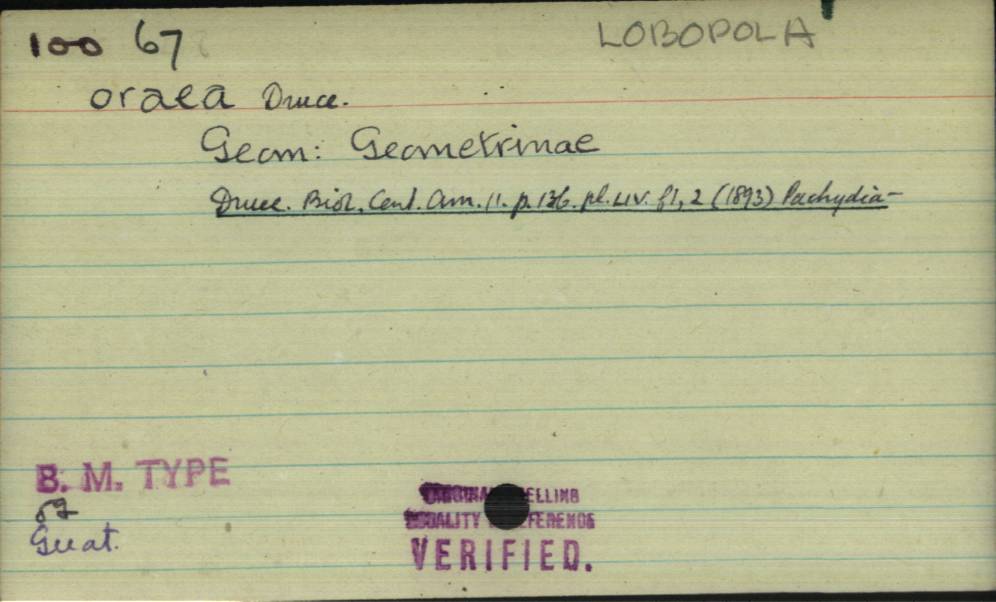 100 67
LOBOPOLA
oraea Druce.
Geom: Geometrinae
Druce. Biol. Cent. Am. 11. p. 136. pl. LIV. f1, 2 (1893) Pachydia–
B. M. TYPE
Guat.
VERIFIED.